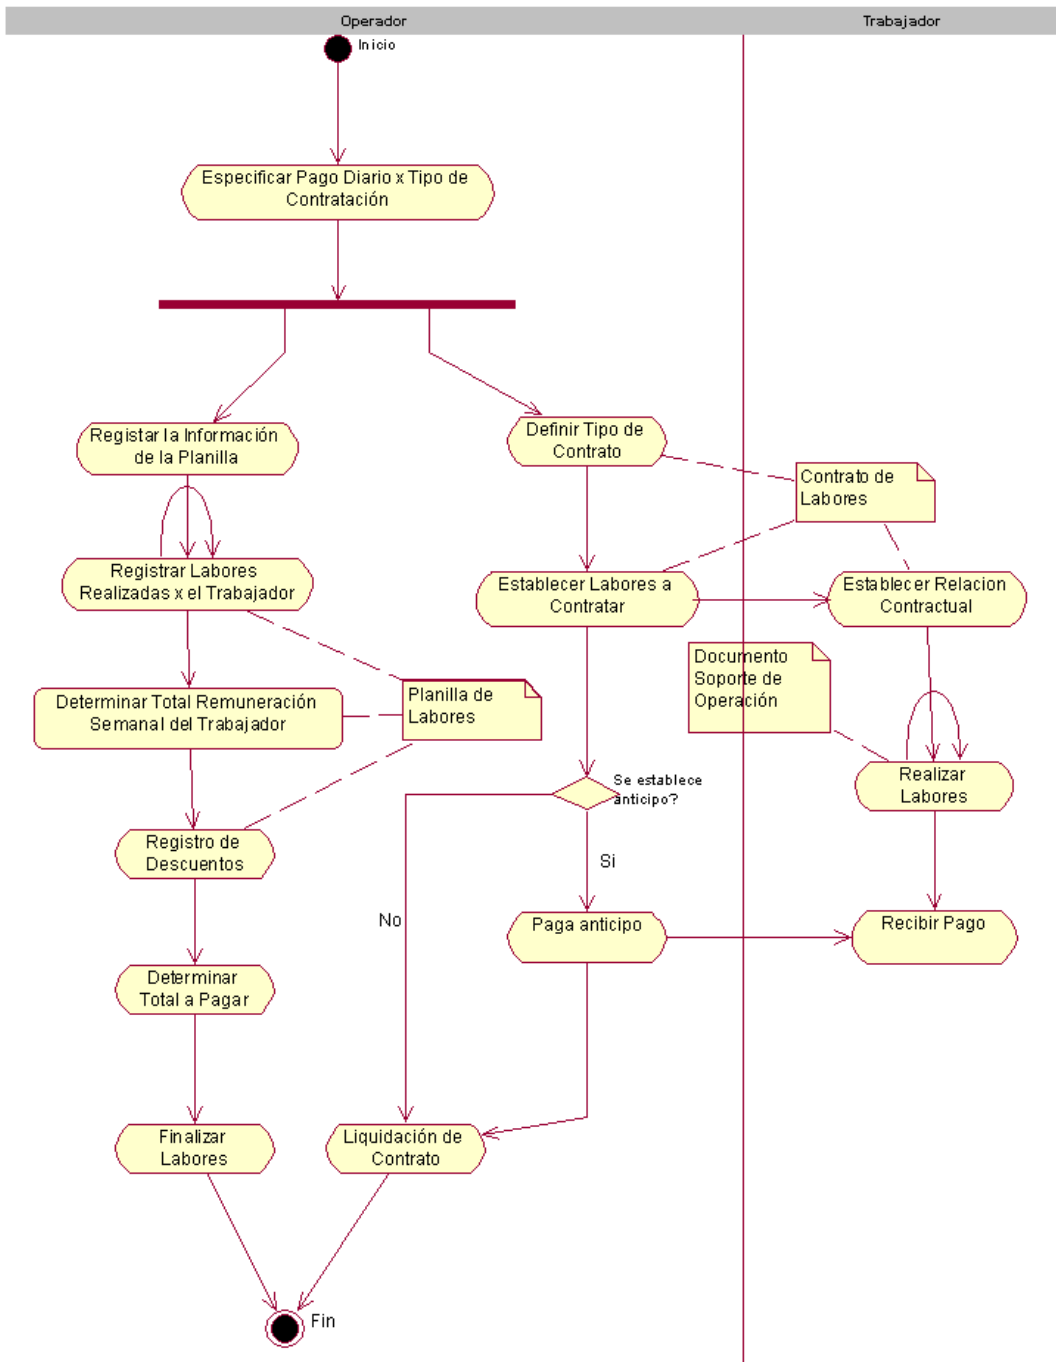 Operador
Trabajador
Inicio
Especificar Pago Diario x Tipo de
Contratación
Registar la Información
de la Planilla
Definir Tipo de
Contrato
Contrato de
Labores
Registrar Labores
Realizadas x el Trabajador
Establecer Labores a
Contratar
Establecer Relacion
Contractual
Documento
Soporte de
Operación
Determinar Total Remuneración
Semanal del Trabajador
Planilla de
Labores
Se establece
anticipo?
Realizar
Labores
Registro de
Descuentos
Si
No
Paga anticipo
Recibir Pago
Determinar
Total a Pagar
Finalizar
Labores
Liquidación de
Contrato
Fin